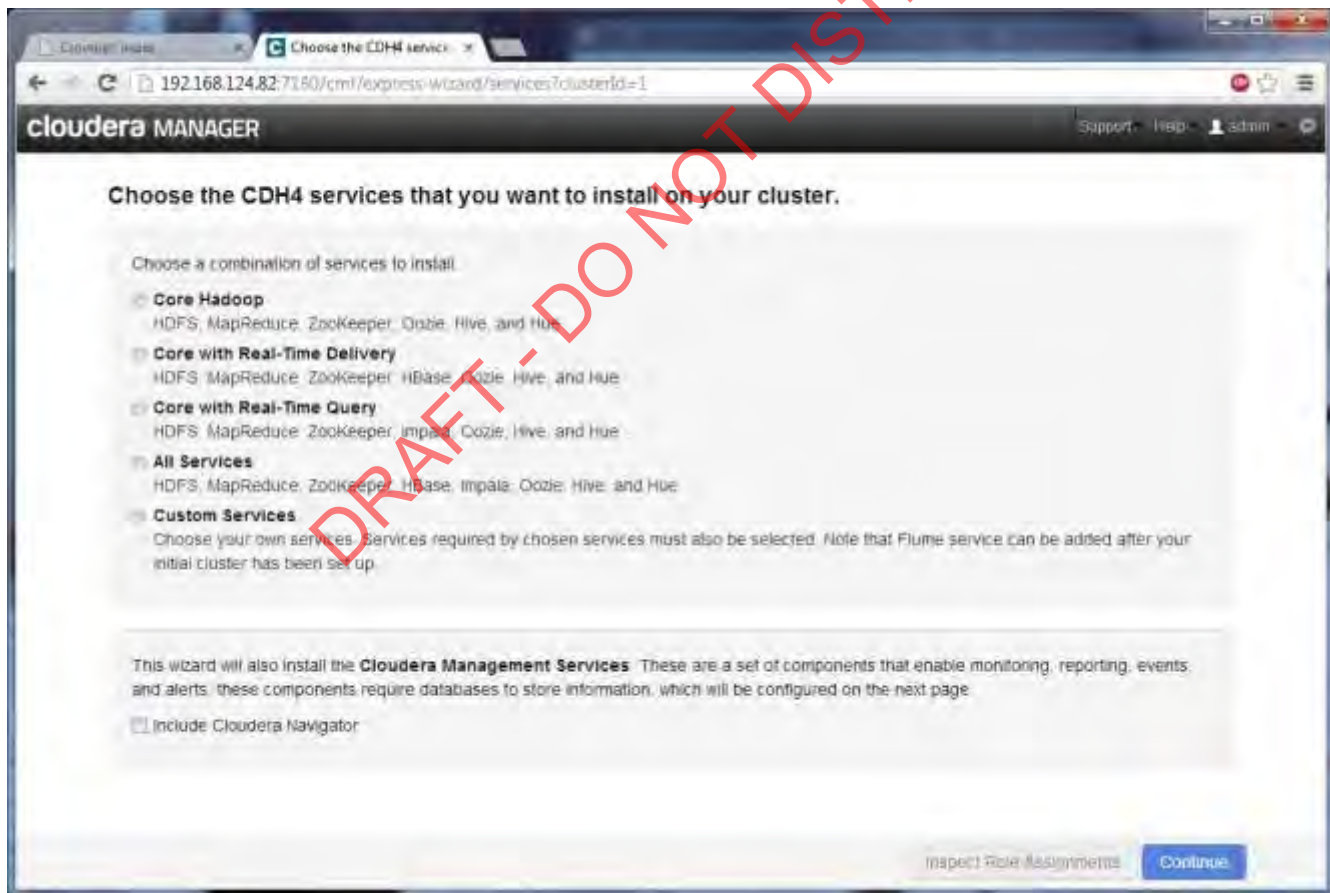 Choose the CDH4 service
192.168.124.82:7180/cmf/express-wizard/services?clusterId=1
cloudera MANAGER
Support Help admin
Choose the CDH4 services that you want to install on your cluster.
Choose a combination of services to install.
Core Hadoop
HDFS, MapReduce, ZooKeeper, Oozie, Hive, and Hue
Core with Real-Time Delivery
HDFS, MapReduce, ZooKeeper, HBase, Oozie, Hive, and Hue
Core with Real-Time Query
HDFS, MapReduce, ZooKeeper, Impala, Oozie, Hive, and Hue
All Services
HDFS, MapReduce, ZooKeeper, HBase, Impala, Oozie, Hive, and Hue
Custom Services
Choose your own services. Services required by chosen services must also be selected. Note that Flume service can be added after your
initial cluster has been set up.
This wizard will also install the Cloudera Management Services. These are a set of components that enable monitoring, reporting, events
and alerts; these components require databases to store information, which will be configured on the next page.
Include Cloudera Navigator
Inspect Role Assignments Continue
DRAFT - DO NOT DIST